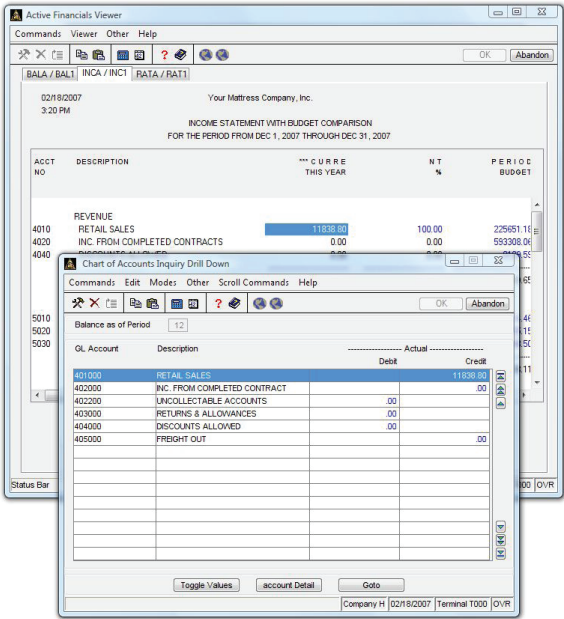 Active Financials Viewer
Commands Viewer Other Help
OK Abandon
BALA / BAL1 INCA / INC1 RATA / RAT1
02/18/2007 Your Mattress Company, Inc.
3:20 PM
INCOME STATEMENT WITH BUDGET COMPARISON
FOR THE PERIOD FROM DEC 1, 2007 THROUGH DEC 31, 2007
ACCT DESCRIPTION *** C U R R E N T P E R I O D
NO THIS YEAR % BUDGET
REVENUE
4010 RETAIL SALES 11838.80 100.00 225651.18
4020 INC. FROM COMPLETED CONTRACTS 0.00 0.00 593308.06
4040 DISCOUNTS ALLOWED 0.00 0.00
5010
5020
5030
Status Bar OVR
Chart of Accounts Inquiry Drill Down
Commands Edit Modes Other Scroll Commands Help
OK Abandon
Balance as of Period 12
GL Account Description ------------------ Actual ------------------
Debit Credit
401000 RETAIL SALES 11838.80
402000 INC. FROM COMPLETED CONTRACT .00
402200 UNCOLLECTABLE ACCOUNTS .00
403000 RETURNS & ALLOWANCES .00
404000 DISCOUNTS ALLOWED .00
405000 FREIGHT OUT .00
Toggle Values account Detail Goto
Company H 02/18/2007 Terminal T000 OVR